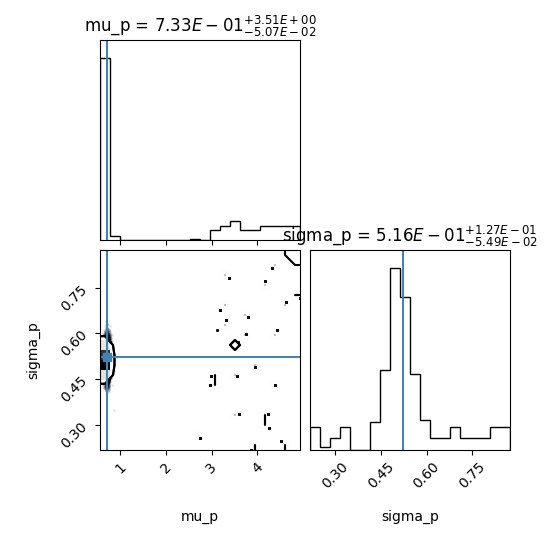 mu_p = 7.33E − 01+3.51E+00−5.07E−02
sigma_p = 5.16E − 01+1.27E−01−5.49E−02
sigma_p
0.75
0.60
0.45
0.30
1 2 3 4
0.30 0.45 0.60 0.75
mu_p sigma_p